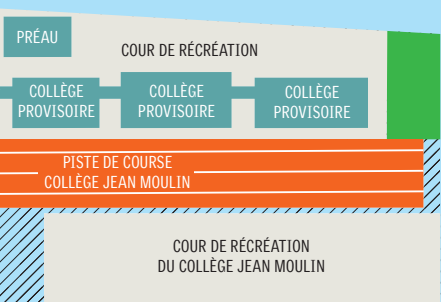 PRÉAU
COUR DE RÉCRÉATION
COLLÈGE
PROVISOIRE
COLLÈGE
PROVISOIRE
COLLÈGE
PROVISOIRE
PISTE DE COURSE
COLLÈGE JEAN MOULIN
COUR DE RÉCRÉATION
DU COLLÈGE JEAN MOULIN